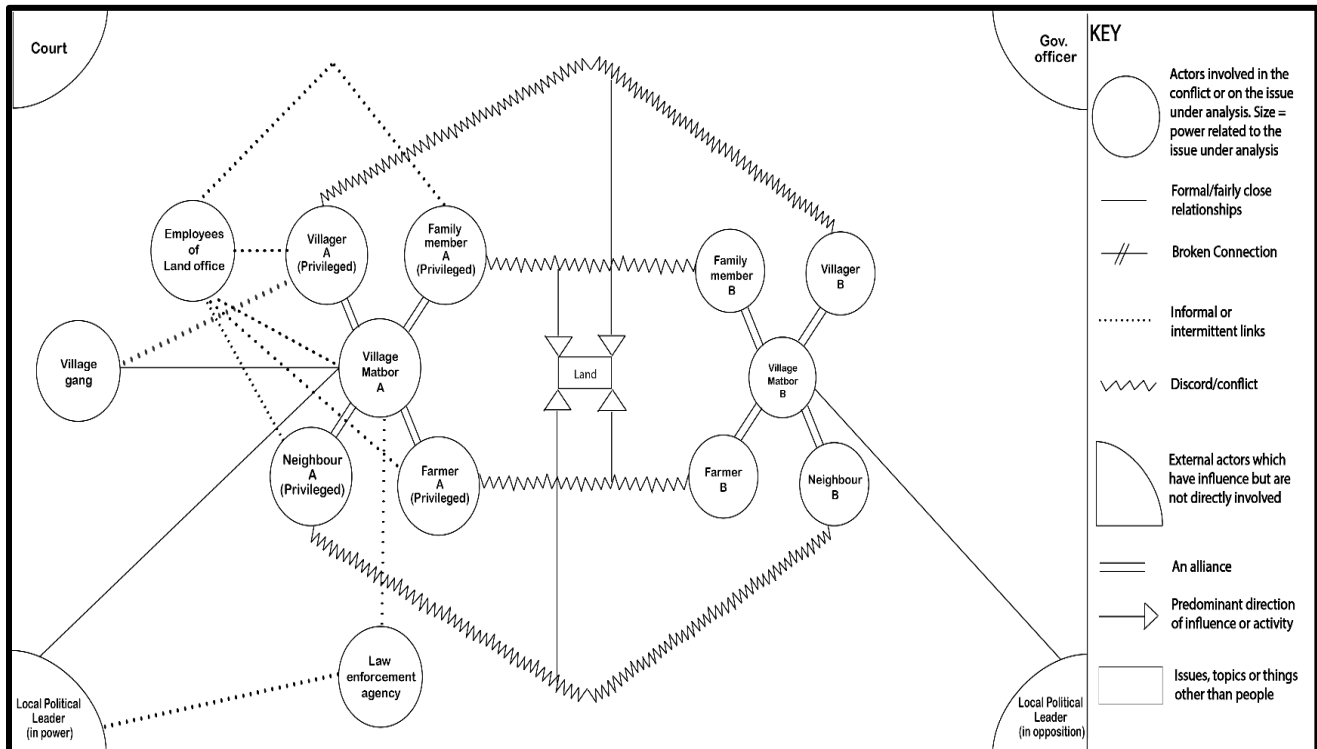 Court
Gov.
officer
Employees
of
Land office
Villager
A
(Privileged)
Family
member
A
(Privileged)
Family
member
B
Villager
B
Village
gang
Village
Matbor
A
Land
Village
Matbor
B
Neighbour
A
(Privileged)
Farmer
A
(Privileged)
Farmer
B
Neighbour
B
Law
enforcement
agency
Local Political
Leader
(in power)
Local Political
Leader
(in opposition)
KEY
Actors involved in the
conflict or on the issue
under analysis. Size =
power related to the
issue under analysis
Formal/fairly close
relationships
Broken Connection
Informal or
intermittent links
Discord/conflict
External actors which
have influence but are
not directly involved
An alliance
Predominant direction
of influence or activity
Issues, topics or things
other than people